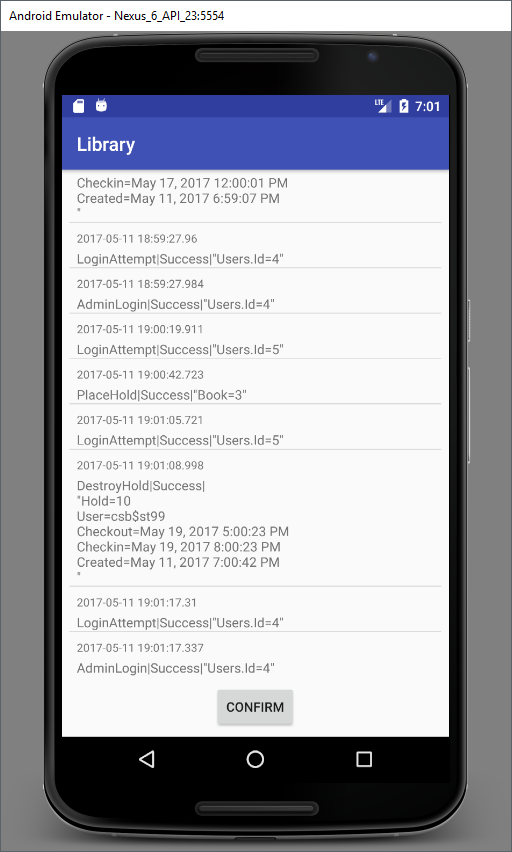 Android Emulator - Nexus_6_API_23:5554
LTE
7:01
Library
Checkin=May 17, 2017 12:00:01 PM
Created=May 11, 2017 6:59:07 PM
"
2017-05-11 18:59:27.96
LoginAttempt|Success|"Users.Id=4"
2017-05-11 18:59:27.984
AdminLogin|Success|"Users.Id=4"
2017-05-11 19:00:19.911
LoginAttempt|Success|"Users.Id=5"
2017-05-11 19:00:42.723
PlaceHold|Success|"Book=3"
2017-05-11 19:01:05.721
LoginAttempt|Success|"Users.Id=5"
2017-05-11 19:01:08.998
DestroyHold|Success|
"Hold=10
User=csb$st99
Checkout=May 19, 2017 5:00:23 PM
Checkin=May 19, 2017 8:00:23 PM
Created=May 11, 2017 7:00:42 PM
"
2017-05-11 19:01:17.31
LoginAttempt|Success|"Users.Id=4"
2017-05-11 19:01:17.337
AdminLogin|Success|"Users.Id=4"
CONFIRM